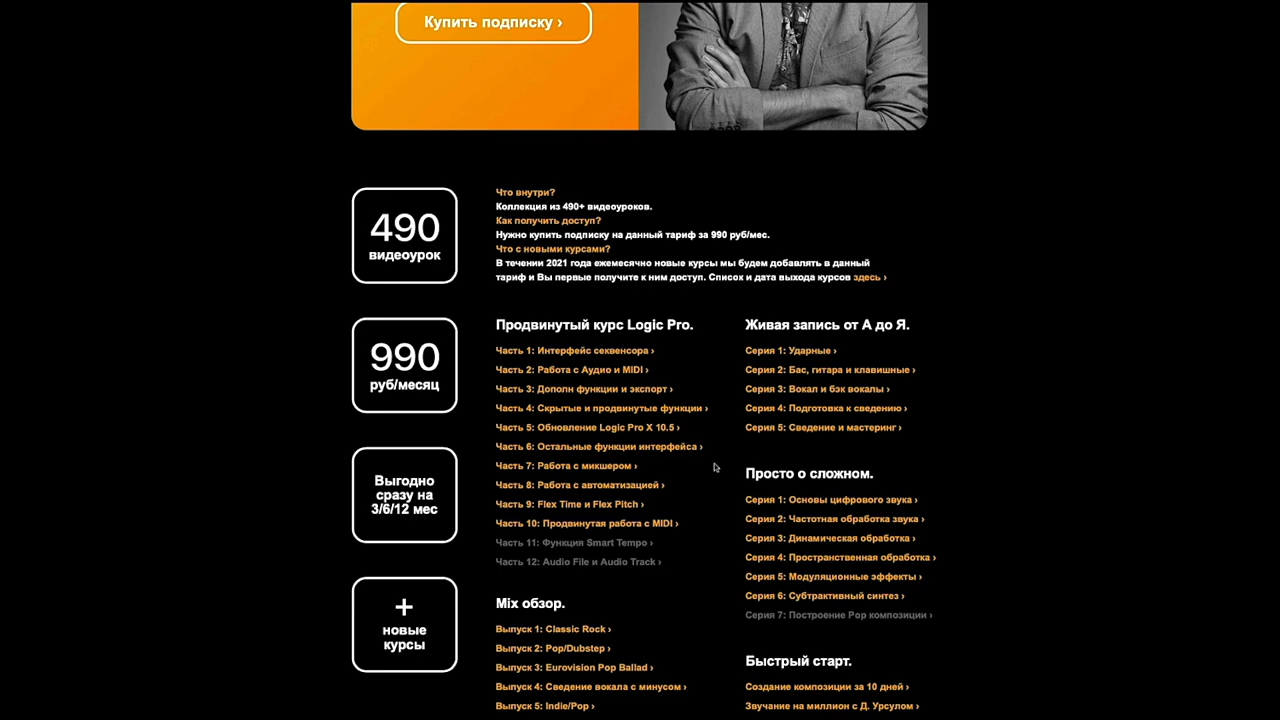 Купить подписку ›
490
видеоурок
Что внутри?
Коллекция из 490+ видеоуроков.
Как получить доступ?
Нужно купить подписку на данный тариф за 990 руб/мес.
Что с новыми курсами?
В течении 2021 года ежемесячно новые курсы мы будем добавлять в данный
тариф и Вы первые получите к ним доступ. Список и дата выхода курсов здесь ›
990
руб/месяц
Выгодно
сразу на
3/6/12 мес
+
новые
курсы
Продвинутый курс Logic Pro.
Часть 1: Интерфейс секвенсора ›
Часть 2: Работа с Аудио и MIDI ›
Часть 3: Дополн функции и экспорт ›
Часть 4: Скрытые и продвинутые функции ›
Часть 5: Обновление Logic Pro X 10.5 ›
Часть 6: Остальные функции интерфейса ›
Часть 7: Работа с микшером ›
Часть 8: Работа с автоматизацией ›
Часть 9: Flex Time и Flex Pitch ›
Часть 10: Продвинутая работа с MIDI ›
Часть 11: Функция Smart Tempo ›
Часть 12: Audio File и Audio Track ›
Mix обзор.
Выпуск 1: Classic Rock ›
Выпуск 2: Pop/Dubstep ›
Выпуск 3: Eurovision Pop Ballad ›
Выпуск 4: Сведение вокала с минусом ›
Выпуск 5: Indie/Pop ›
Живая запись от А до Я.
Серия 1: Ударные ›
Серия 2: Бас, гитара и клавишные ›
Серия 3: Вокал и бэк вокалы ›
Серия 4: Подготовка к сведению ›
Серия 5: Сведение и мастеринг ›
Просто о сложном.
Серия 1: Основы цифрового звука ›
Серия 2: Частотная обработка звука ›
Серия 3: Динамическая обработка ›
Серия 4: Пространственная обработка ›
Серия 5: Модуляционные эффекты ›
Серия 6: Субтрактивный синтез ›
Серия 7: Построение Pop композиции ›
Быстрый старт.
Создание композиции за 10 дней ›
Звучание на миллион с Д. Урсулом ›